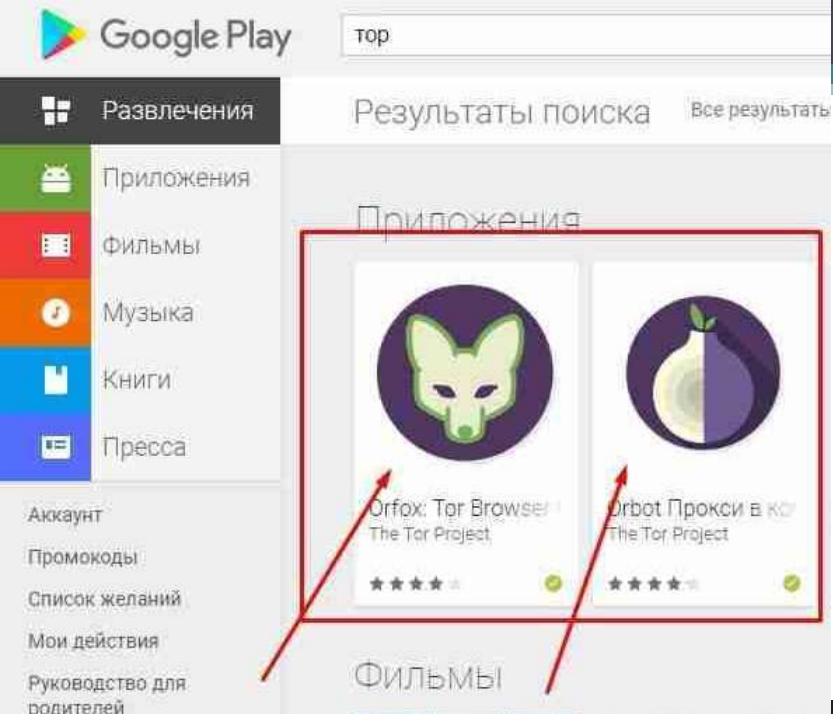 Google Play
тор
Развлечения
Результаты поиска
Все результаты
Приложения
Приложения
Фильмы
Музыка
Книги
Пресса
Orfox: Tor Browser
The Tor Project
Orbot Прокси в ко
The Tor Project
Аккаунт
Промокоды
Список желаний
Мои действия
Руководство для
родителей
Фильмы